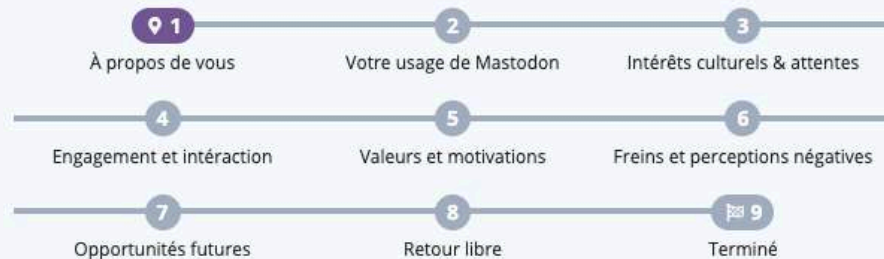 1 2 3
À propos de vous Votre usage de Mastodon Intérêts culturels & attentes
4 5 6
Engagement et intéraction Valeurs et motivations Freins et perceptions négatives
7 8 9
Opportunités futures Retour libre Terminé